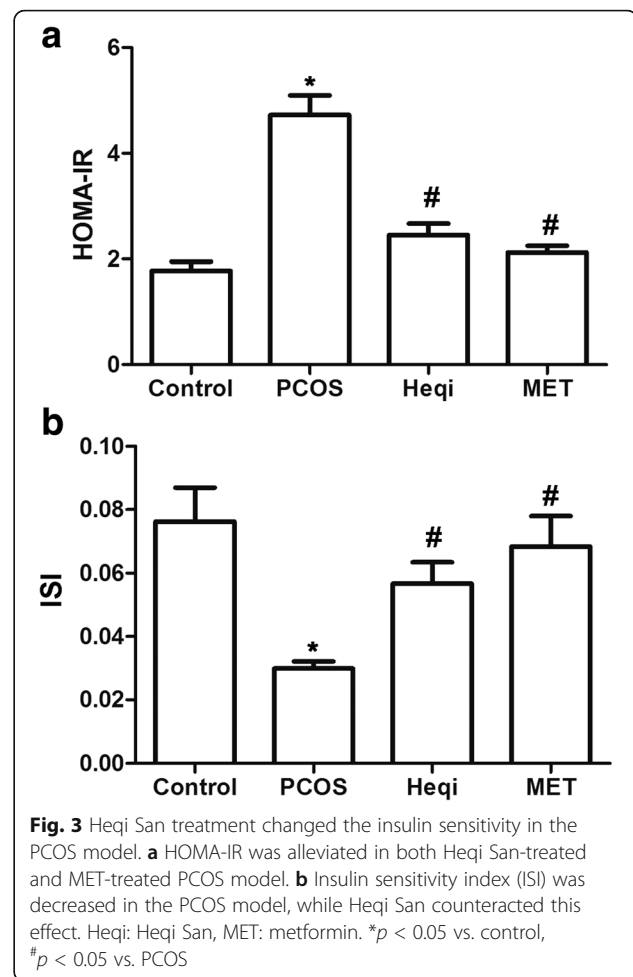 a
6
4
2
0
HOMA-IR
*
#
#
Control PCOS Heqi MET
b
0.10
0.08
0.06
0.04
0.02
0.00
ISI
*
#
#
Control PCOS Heqi MET
Fig. 3 Heqi San treatment changed the insulin sensitivity in the
PCOS model. a HOMA-IR was alleviated in both Heqi San-treated
and MET-treated PCOS model. b Insulin sensitivity index (ISI) was
decreased in the PCOS model, while Heqi San counteracted this
effect. Heqi: Heqi San, MET: metformin. *p < 0.05 vs. control,
#p < 0.05 vs. PCOS